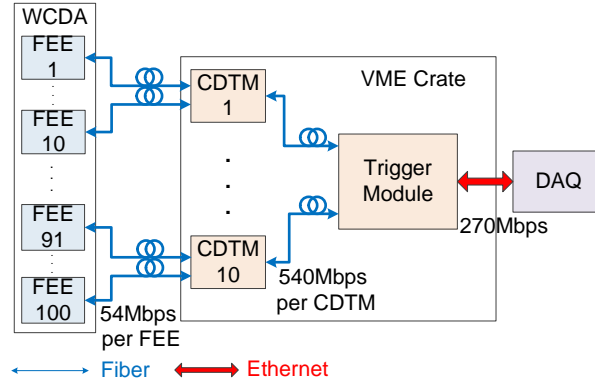 WCDA
FEE
1
FEE
10
FEE
91
FEE
100
54Mbps
per FEE
CDTM
1
CDTM
10
540Mbps
per CDTM
VME Crate
Trigger
Module
270Mbps
DAQ
Fiber
Ethernet